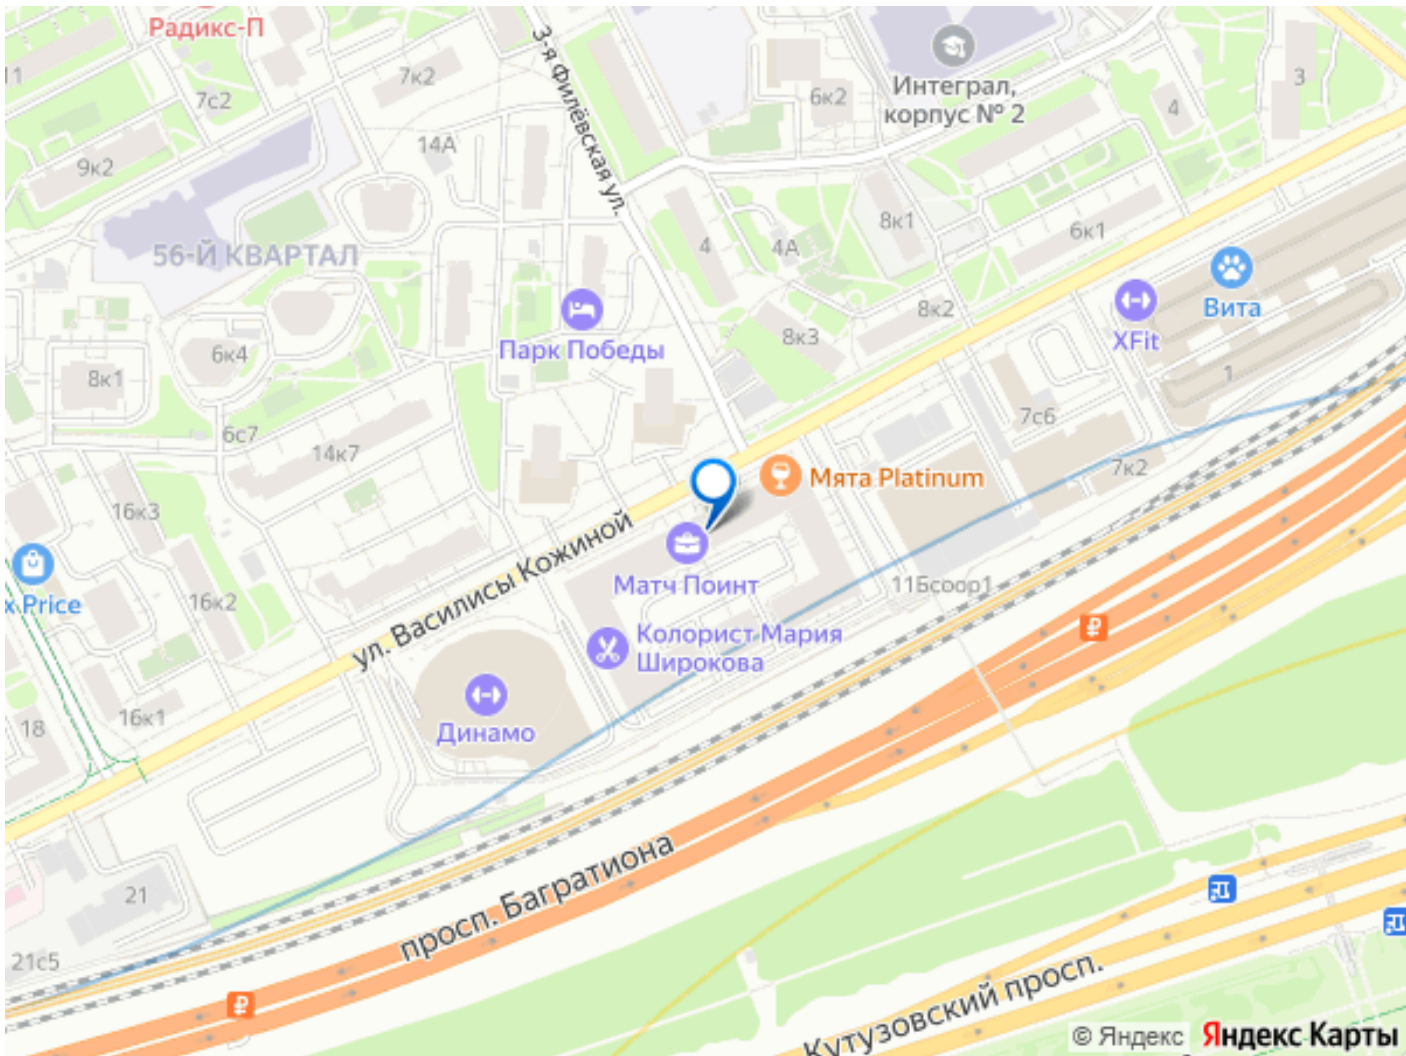 Радикс-П
11
7к2
7с2
9к2
14А
3-я Филёвская ул.
6к2
Интеграл,
корпус № 2
3
4
56-Й КВАРТАЛ
4
4А
8к1
6к1
Вита
Парк Победы
8к3
8к2
XFit
1
6к4
8к1
7с6
6с7
14к7
7к2
Мята Platinum
16к3
ул. Василисы Кожиной
Матч Поинт
11Бсоор1
x Price
16к2
Колорист Мария
Широкова
16к1
18
Динамо
21
21с5
просп. Багратиона
Кутузовский просп.
© Яндекс Яндекс Карты